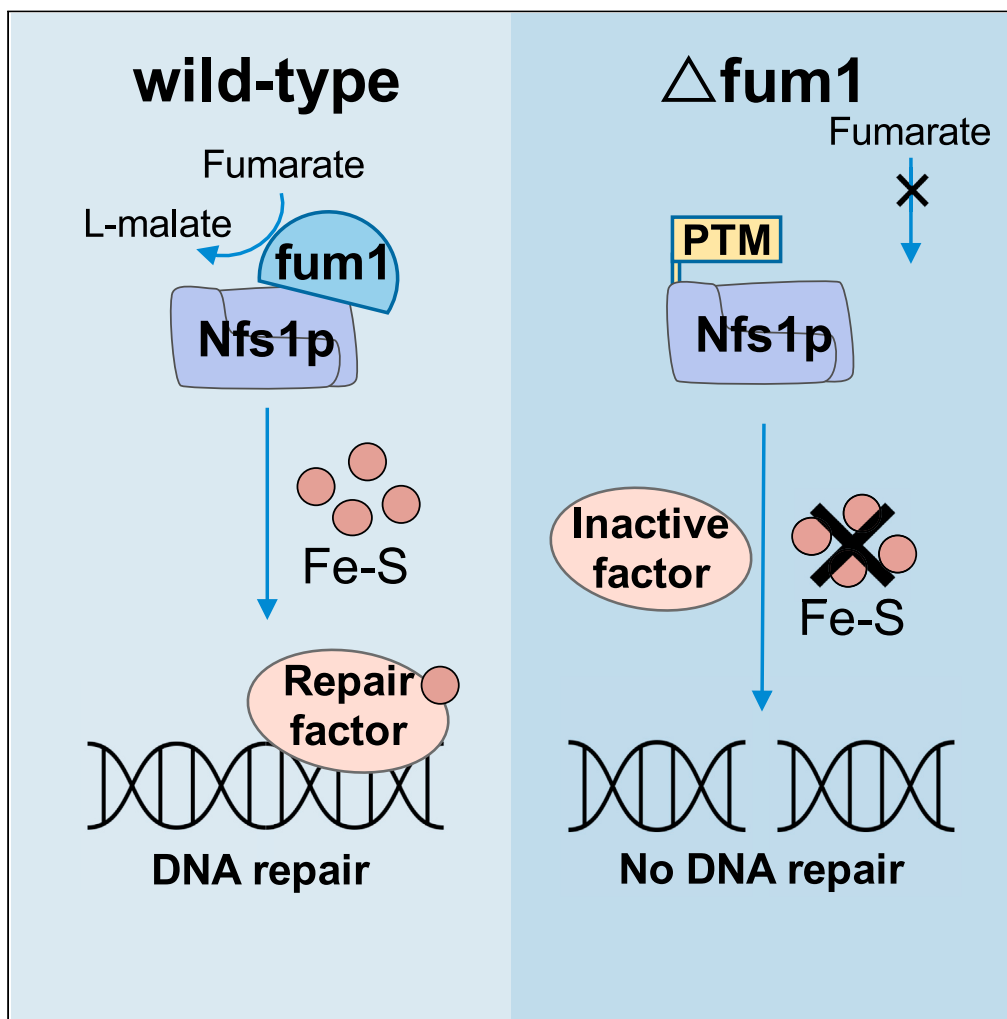 wild-type
Fumarate
L-malate
fum1
Nfs1p
Fe-S
Repair
factor
DNA repair
△fum1
Fumarate
PTM
Nfs1p
Inactive
factor
Fe-S
No DNA repair